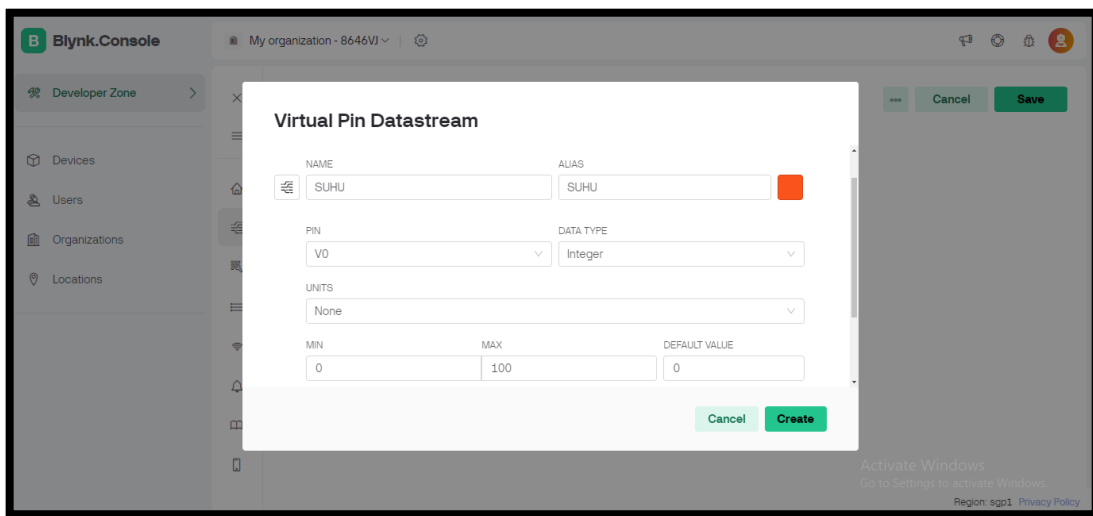 B Blynk.Console
My organization - 8646VJ
Developer Zone
Cancel
Save
Devices
Users
Organizations
Locations
Virtual Pin Datastream
NAME
ALIAS
SUHU
SUHU
PIN
DATA TYPE
V0
Integer
UNITS
None
MIN
MAX
DEFAULT VALUE
0
100
0
Cancel
Create
Activate Windows
Go to Settings to activate Windows.
Region: sgp1 Privacy Policy